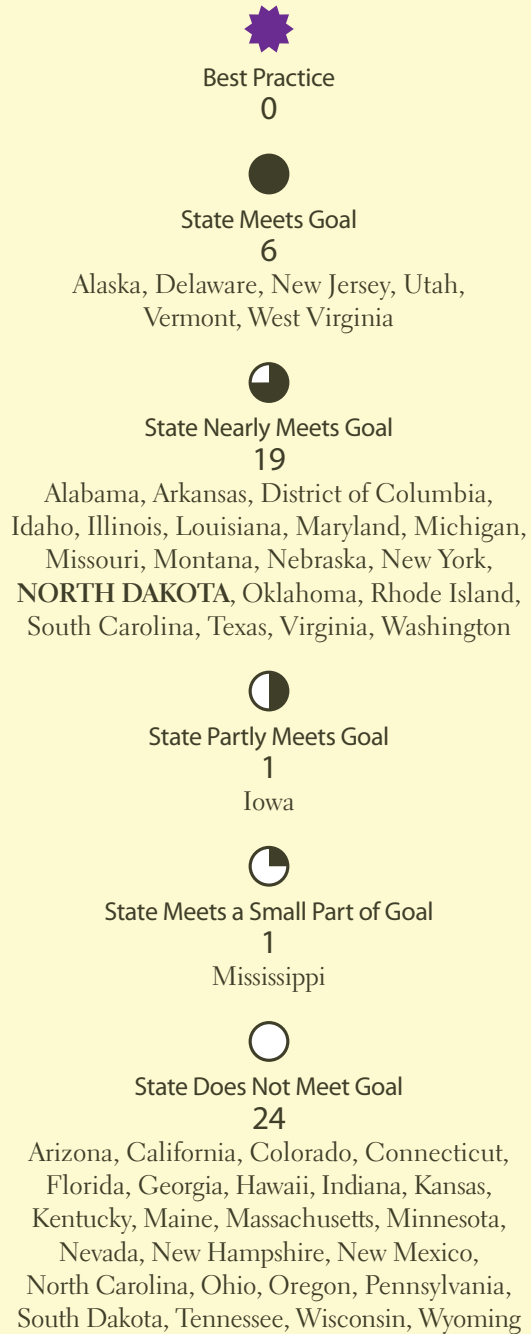 Best Practice
0
State Meets Goal
6
Alaska, Delaware, New Jersey, Utah,
Vermont, West Virginia
State Nearly Meets Goal
19
Alabama, Arkansas, District of Columbia,
Idaho, Illinois, Louisiana, Maryland, Michigan,
Missouri, Montana, Nebraska, New York,
NORTH DAKOTA, Oklahoma, Rhode Island,
South Carolina, Texas, Virginia, Washington
State Partly Meets Goal
1
Iowa
State Meets a Small Part of Goal
1
Mississippi
State Does Not Meet Goal
24
Arizona, California, Colorado, Connecticut,
Florida, Georgia, Hawaii, Indiana, Kansas,
Kentucky, Maine, Massachusetts, Minnesota,
Nevada, New Hampshire, New Mexico,
North Carolina, Ohio, Oregon, Pennsylvania,
South Dakota, Tennessee, Wisconsin, Wyoming